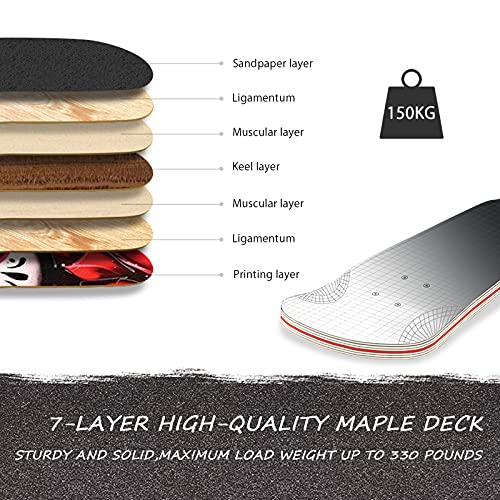 Sandpaper layer
Ligamentum
150KG
Muscular layer
Keel layer
Muscular layer
Ligamentum
Printing layer
7-LAYER HIGH-QUALITY MAPLE DECK
STURDY AND SOLID,MAXIMUM LOAD WEIGHT UP TO 330 POUNDS